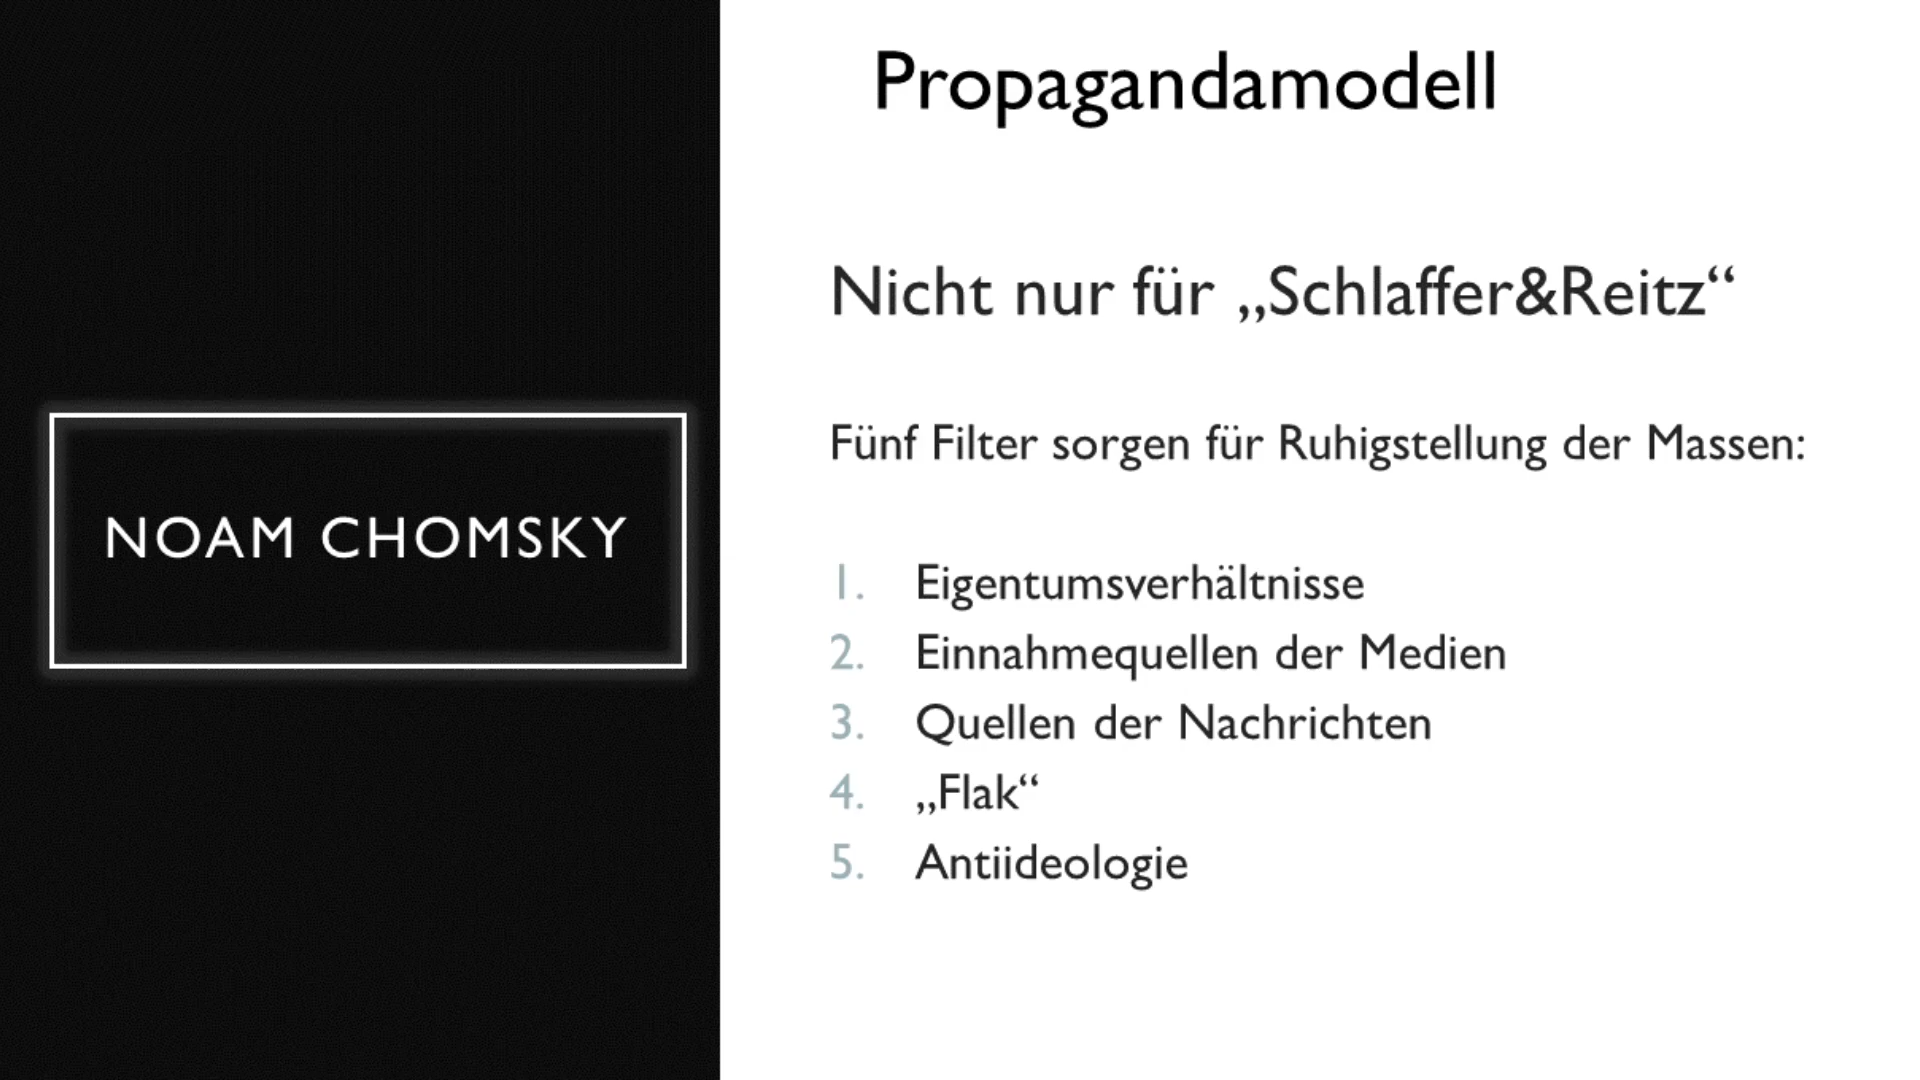 NOAM CHOMSKY
Propagandamodell
Nicht nur für „Schlaffer&Reitz“
Fünf Filter sorgen für Ruhigstellung der Massen:
1. Eigentumsverhältnisse
2. Einnahmequellen der Medien
3. Quellen der Nachrichten
4. „Flak“
5. Antiideologie